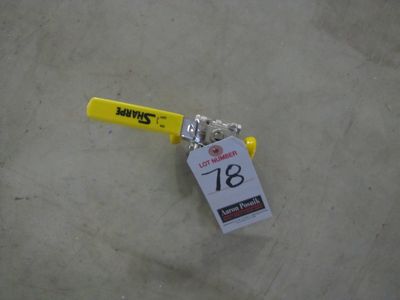 SHARPE
LOT NUMBER
78
Aaron Posnik